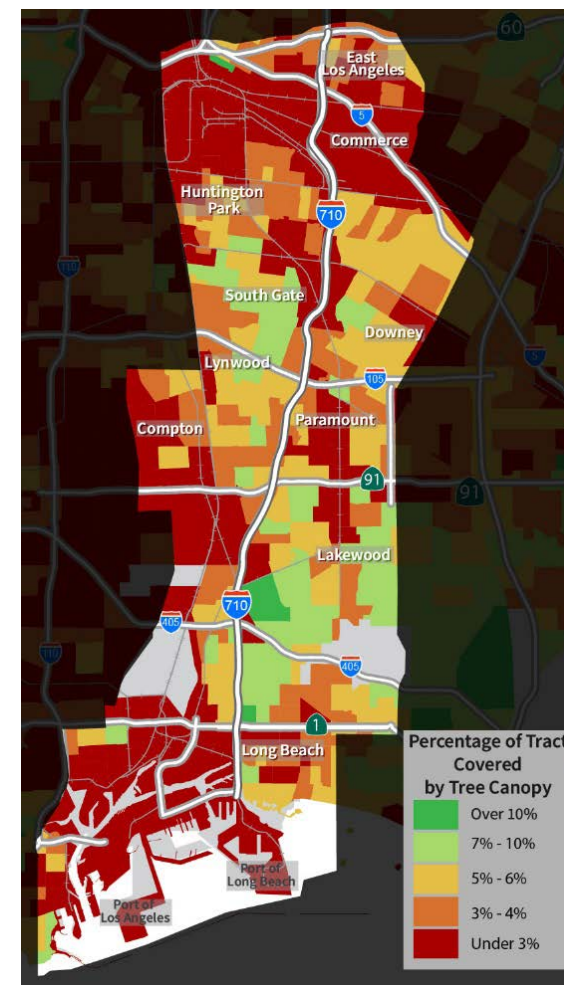 60
East
Los Angeles
5
Commerce
Huntington
Park
710
110
South Gate
Downey
Lynwood
5
105
Compton
Paramount
91
91
Lakewood
710
405
405
110
1
Long Beach
Percentage of Tract
Covered
by Tree Canopy
Over 10%
7% - 10%
5% - 6%
3% - 4%
Under 3%
Port of
Long Beach
Port of
Los Angeles